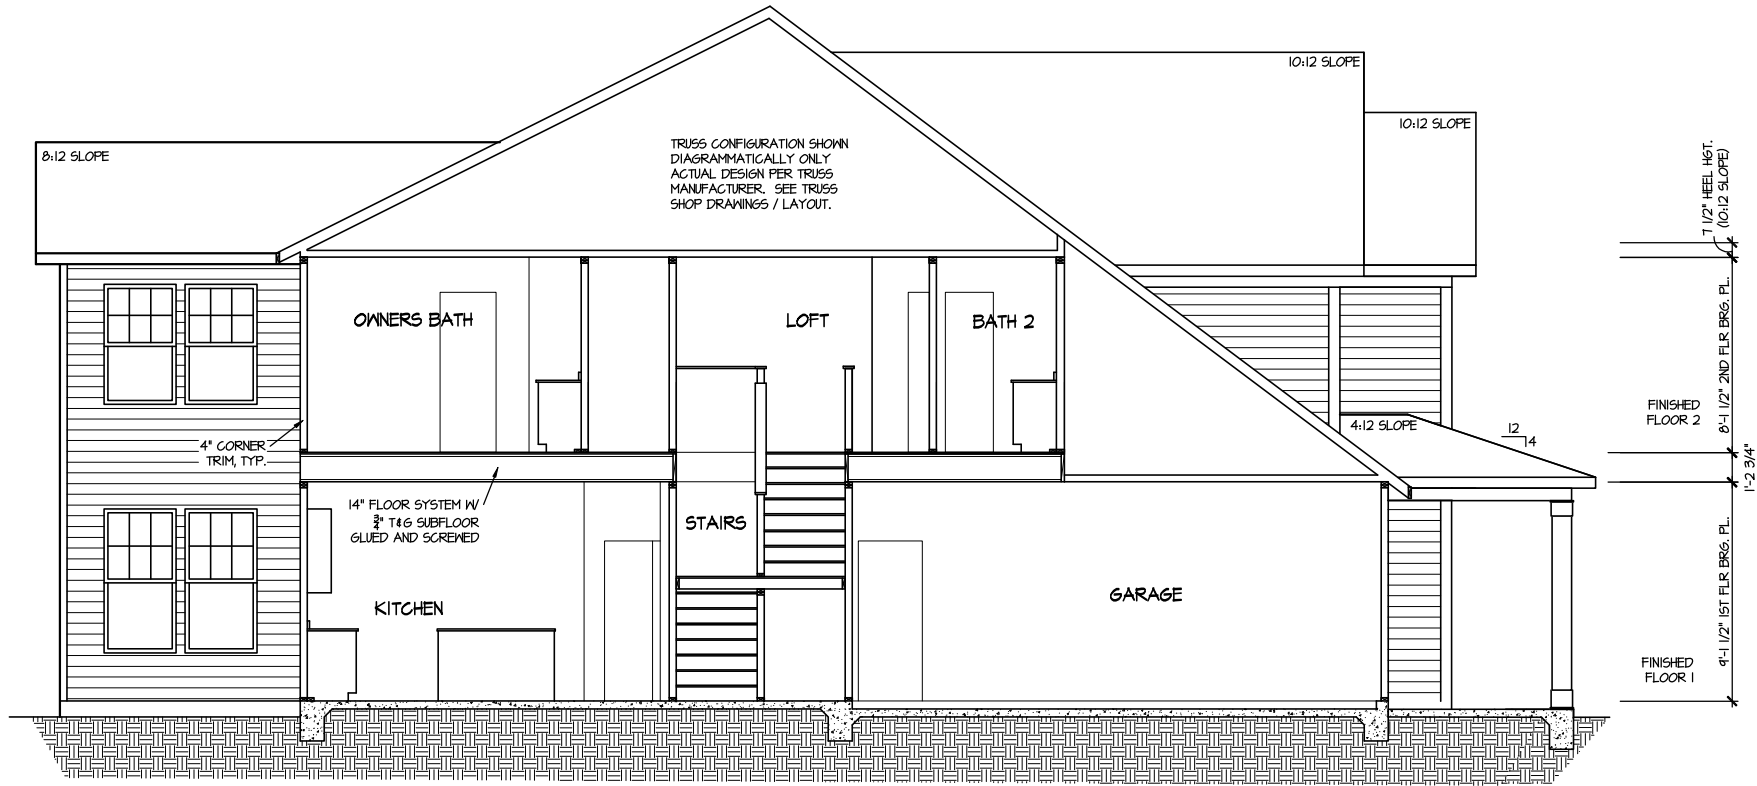 10:12 SLOPE
10:12 SLOPE
8:12 SLOPE
TRUSS CONFIGURATION SHOWN
DIAGRAMMATICALLY ONLY
ACTUAL DESIGN PER TRUSS
MANUFACTURER. SEE TRUSS
SHOP DRAWINGS / LAYOUT.
7 1/2" HEEL HGT.
(10:12 SLOPE)
OWNERS BATH
LOFT
BATH 2
8'-1 1/2" 2ND FLR BRG. PL.
FINISHED
FLOOR 2
4:12 SLOPE
12
4
4" CORNER
TRIM, TYP.
1'-2 3/4"
14" FLOOR SYSTEM W/
3/4" T&G SUBFLOOR
GLUED AND SCREWED
STAIRS
KITCHEN
GARAGE
9'-1 1/2" 1ST FLR BRG. PL.
FINISHED
FLOOR 1